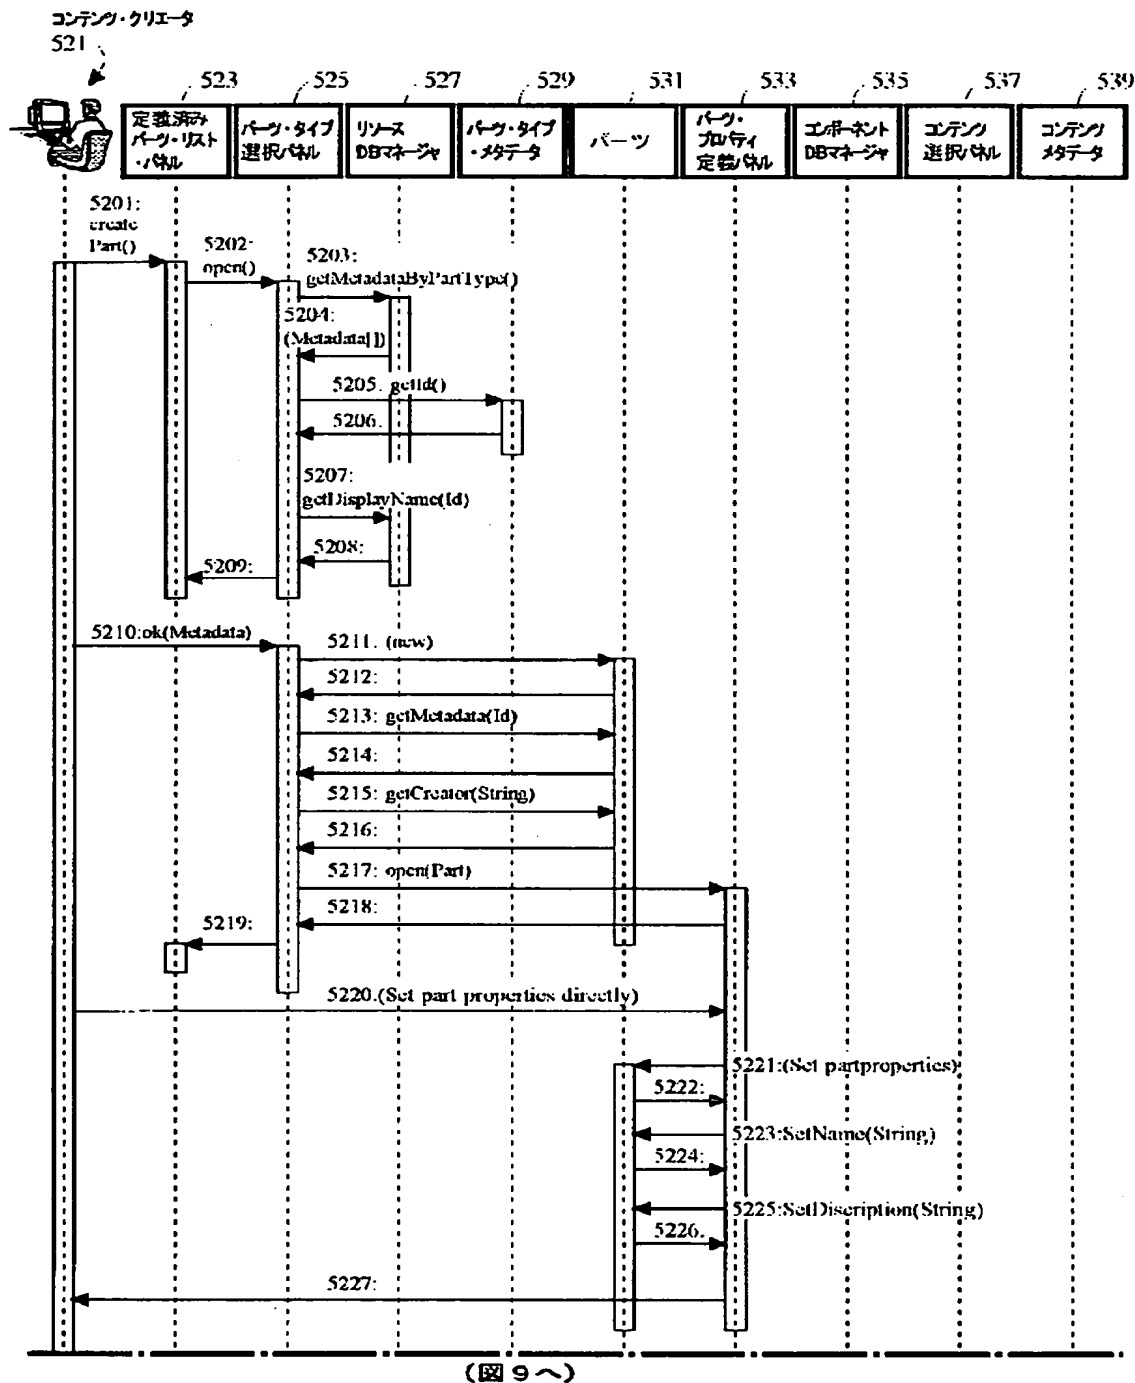 コンテンツ・クリエータ
521
523
525
527
529
531
533
535
537
539
定義済み
パーツ・リスト
・パネル
パーツ・タイプ
選択パネル
リソース
DBマネージャ
パーツ・タイプ
・メタデータ
パーツ
パーツ・
プロパティ
定義パネル
コンポーネント
DBマネージャ
コンテンツ
選択パネル
コンテンツ
メタデータ
5201:
create
Part()
5202:
open()
5203:
getMetadataByPartType()
5204:
(Metadata[])
5205. getId()
5206.
5207:
getDisplayName(Id)
5208:
5209:
5210:ok(Metadata)
5211. (new)
5212:
5213: getMetadata(Id)
5214:
5215: getCreator(String)
5216:
5217: open(Part)
5218:
5219:
5220.(Set part properties directly)
5221:(Set partproperties)
5222:
5223:SetName(String)
5224:
5225:SetDiscription(String)
5226.
5227:
(図9へ)